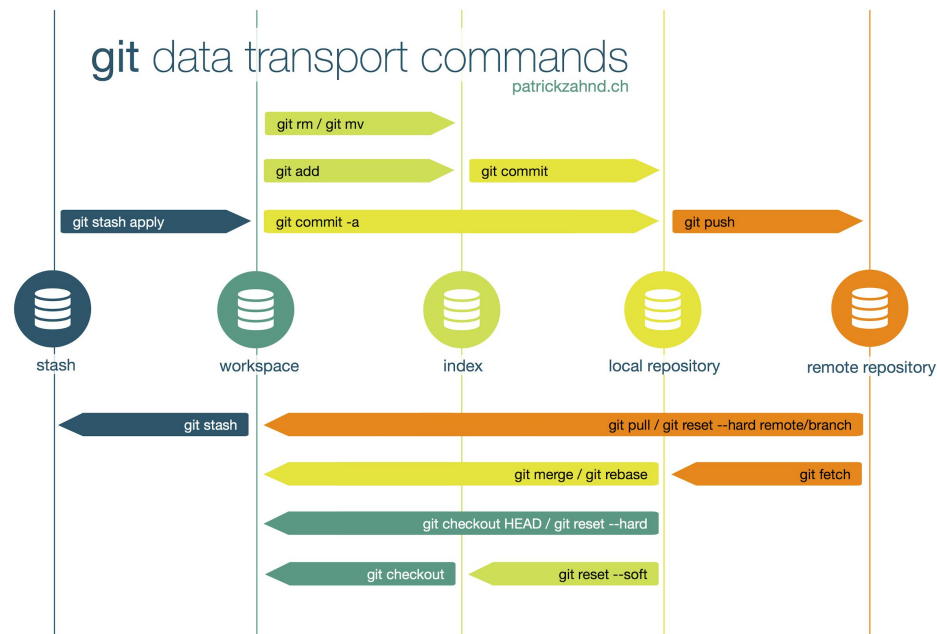 git data transport commands
patrickzahnd.ch
git rm / git mv
git add
git commit
git stash apply
git commit -a
git push
stash
workspace
index
local repository
remote repository
git stash
git pull / git reset --hard remote/branch
git merge / git rebase
git fetch
git checkout HEAD / git reset --hard
git checkout
git reset --soft